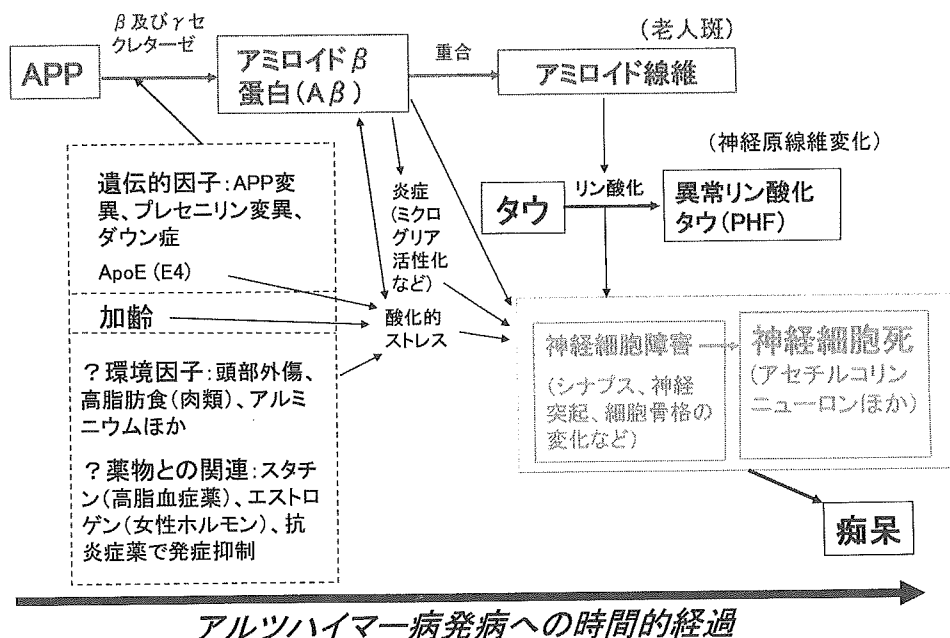 β及びγセ
クレターゼ
APP
アミロイドβ
蛋白(Aβ)
重合
(老人斑)
アミロイド線維
(神経原線維変化)
タウ
リン酸化
異常リン酸化
タウ(PHF)
遺伝的因子:APP変
異、プレセニリン変異、
ダウン症
ApoE (E4)
加齢
?環境因子:頭部外傷、
高脂肪食(肉類)、アルミ
ニウムほか
?薬物との関連:スタチ
ン(高脂血症薬)、エストロ
ゲン(女性ホルモン)、抗
炎症薬で発症抑制
炎症
(ミクロ
グリア
活性化
など)
酸化的
ストレス
神経細胞障害
(シナプス、神経
突起、細胞骨格の
変化など)
神経細胞死
(アセチルコリン
ニューロンほか)
痴呆
アルツハイマー病発病への時間的経過